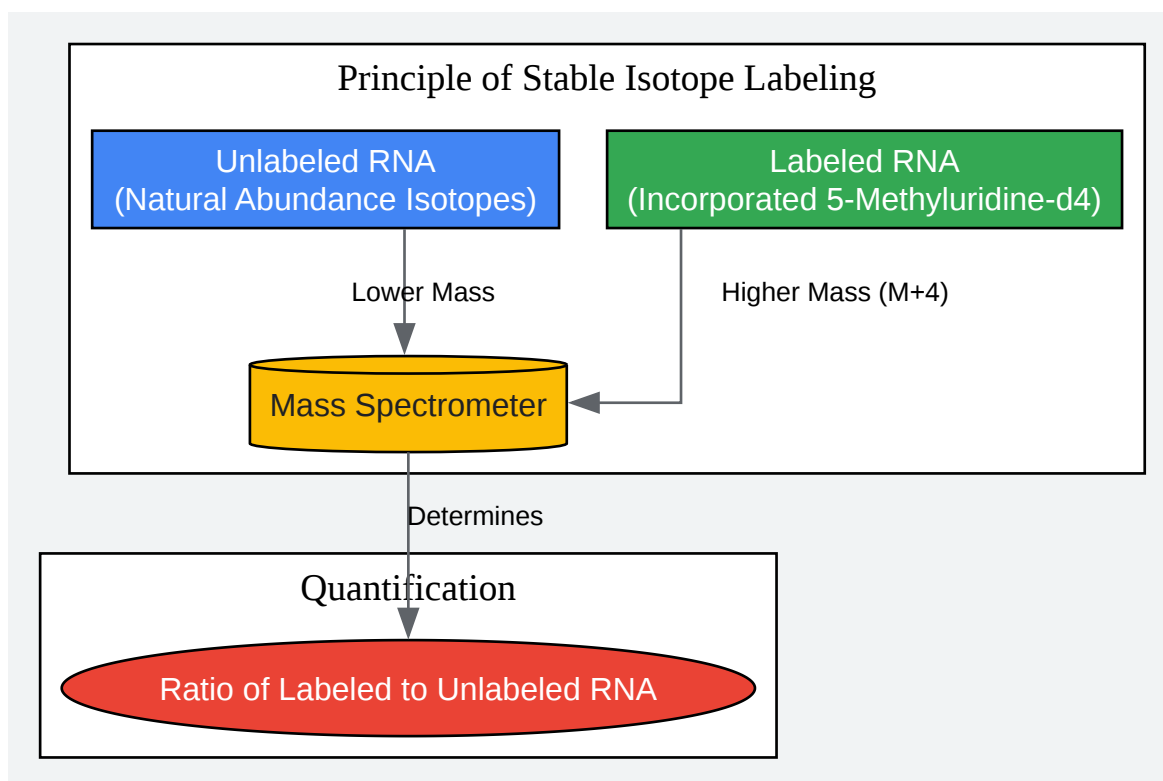 Principle of Stable Isotope Labeling
Unlabeled RNA
(Natural Abundance Isotopes)
Labeled RNA
(Incorporated 5-Methyluridine-d4)
Lower Mass
Higher Mass (M+4)
Mass Spectrometer
Determines
Quantification
Ratio of Labeled to Unlabeled RNA